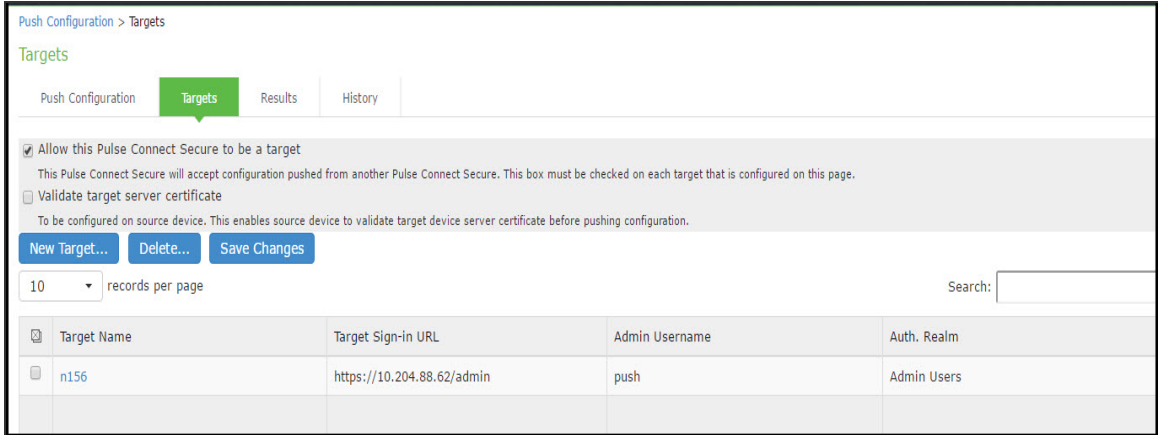 Push Configuration > Targets
Targets
Push Configuration Targets Results History
Allow this Pulse Connect Secure to be a target
This Pulse Connect Secure will accept configuration pushed from another Pulse Connect Secure. This box must be checked on each target that is configured on this page.
Validate target server certificate
To be configured on source device. This enables source device to validate target device server certificate before pushing configuration.
New Target... Delete... Save Changes
10 records per page Search:
Target Name Target Sign-in URL Admin Username Auth. Realm
n156 https://10.204.88.62/admin push Admin Users